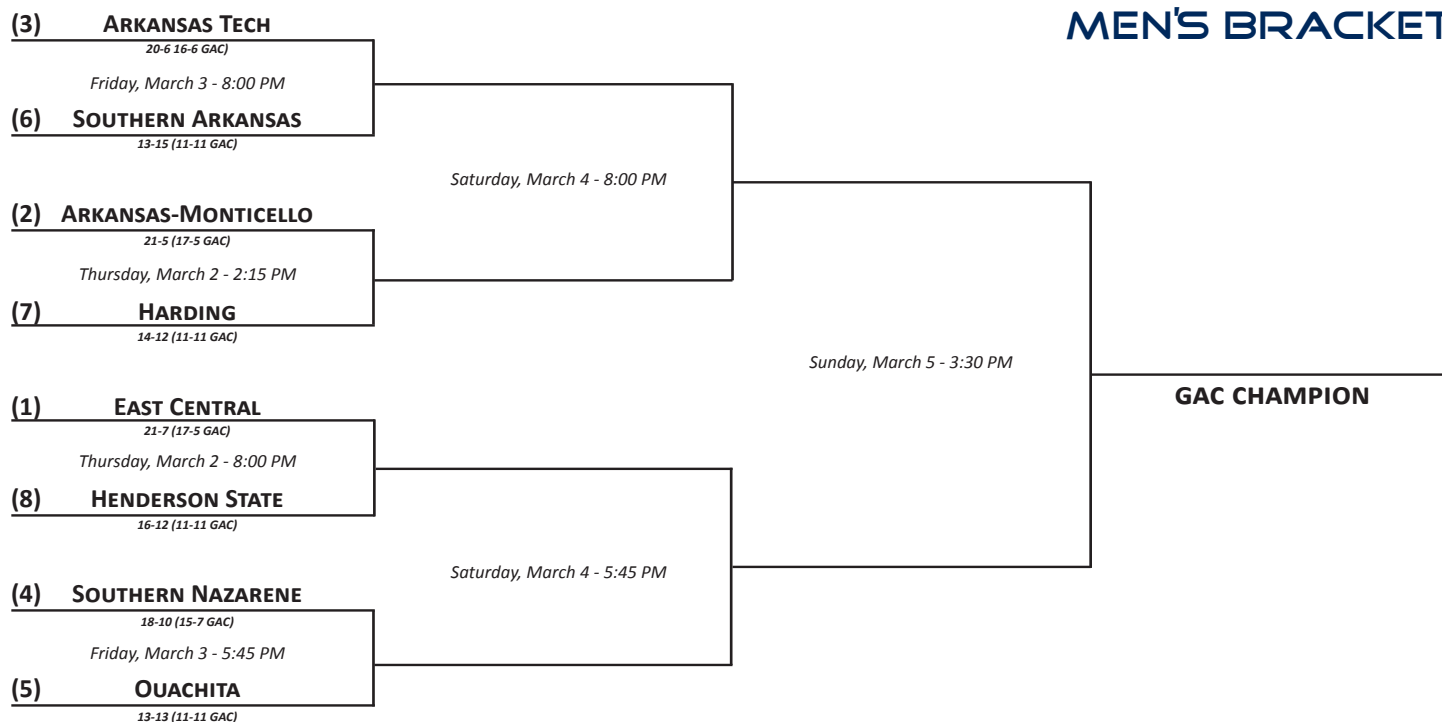 MEN'S BRACKET
(3) ARKANSAS TECH
20-6 16-6 GAC)
Friday, March 3 - 8:00 PM
(6) SOUTHERN ARKANSAS
13-15 (11-11 GAC)
Saturday, March 4 - 8:00 PM
(2) ARKANSAS-MONTICELLO
21-5 (17-5 GAC)
Thursday, March 2 - 2:15 PM
(7) HARDING
14-12 (11-11 GAC)
Sunday, March 5 - 3:30 PM
GAC CHAMPION
(1) EAST CENTRAL
21-7 (17-5 GAC)
Thursday, March 2 - 8:00 PM
(8) HENDERSON STATE
16-12 (11-11 GAC)
Saturday, March 4 - 5:45 PM
(4) SOUTHERN NAZARENE
18-10 (15-7 GAC)
Friday, March 3 - 5:45 PM
(5) OUACHITA
13-13 (11-11 GAC)